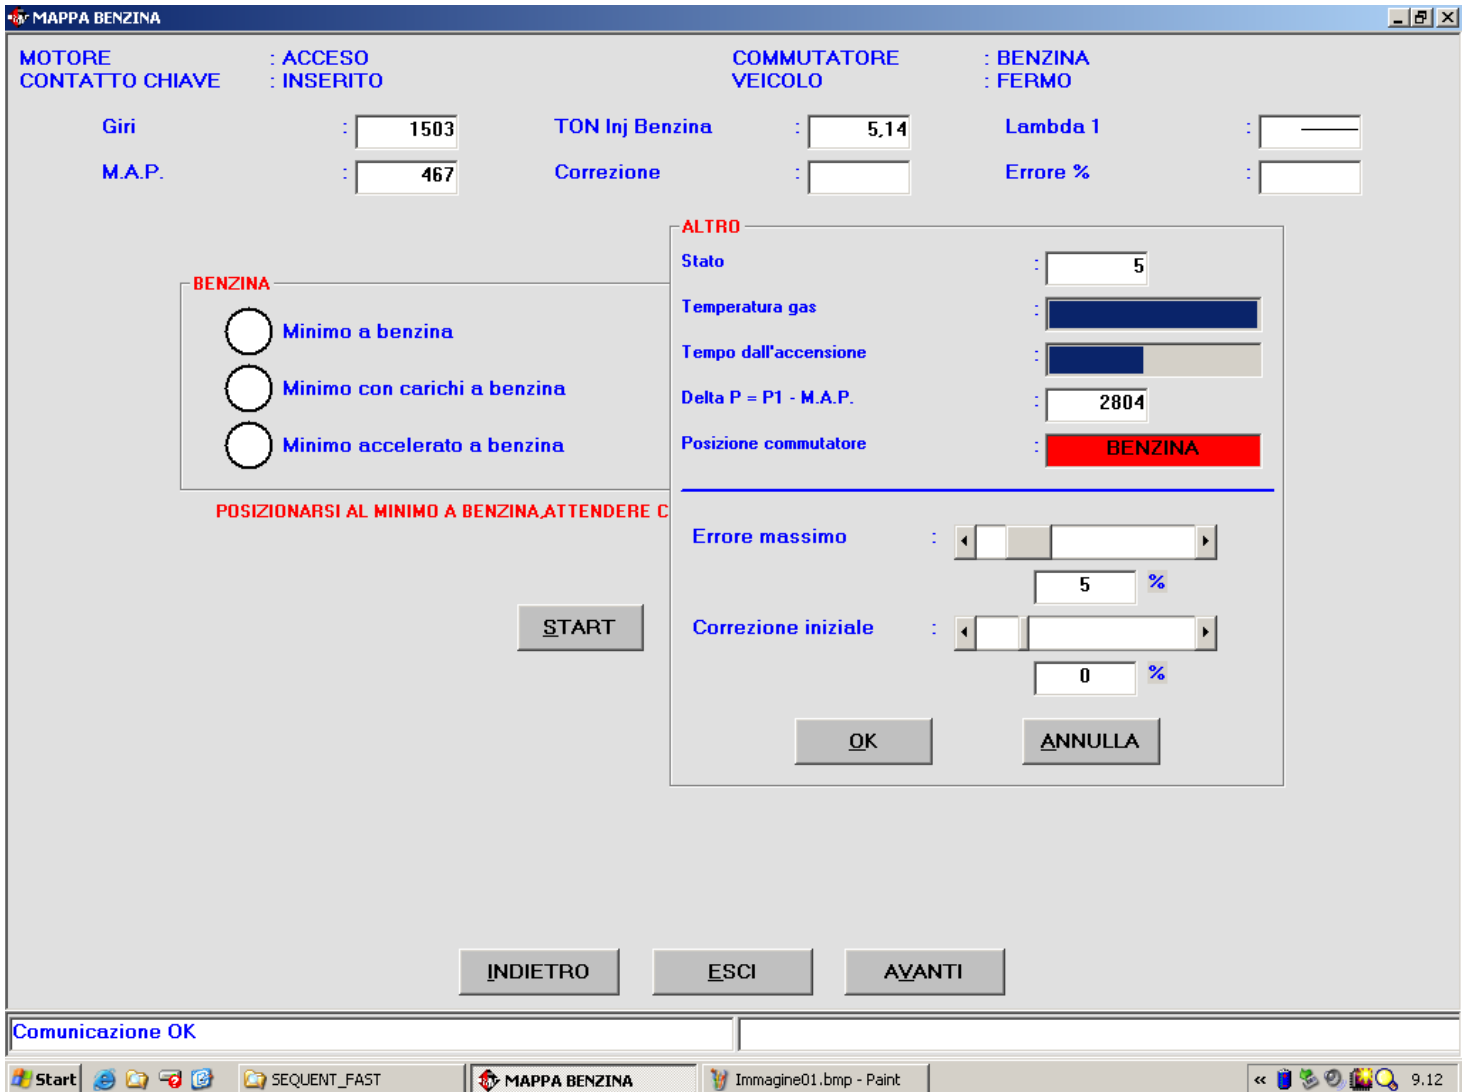 MAPPA BENZINA
MOTORE : ACCESO COMMUTATORE : BENZINA
CONTATTO CHIAVE : INSERITO VEICOLO : FERMO
Giri : 1503 TON Inj Benzina : 5,14 Lambda 1 :
M.A.P. : 467 Correzione : Errore % :
ALTRO
Stato : 5
BENZINA
Temperatura gas :
Minimo a benzina
Tempo dall'accensione :
Minimo con carichi a benzina
Delta P = P1 - M.A.P. : 2804
Minimo accelerato a benzina
Posizione commutatore : BENZINA
POSIZIONARSI AL MINIMO A BENZINA,ATTENDERE C
Errore massimo :
5 %
START
Correzione iniziale :
0 %
OK ANNULLA
INDIETRO ESCI AVANTI
Comunicazione OK
Start SEQUENT_FAST MAPPA BENZINA Immagine01.bmp - Paint « 9.12